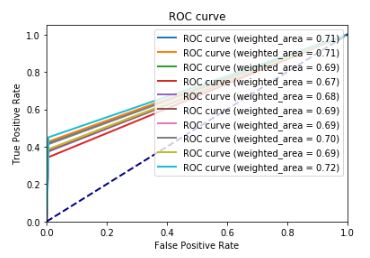 ROC curve
1.0
0.8
0.6
0.4
0.2
0.0
True Positive Rate
ROC curve (weighted_area = 0.71)
ROC curve (weighted_area = 0.71)
ROC curve (weighted_area = 0.69)
ROC curve (weighted_area = 0.67)
ROC curve (weighted_area = 0.68)
ROC curve (weighted_area = 0.69)
ROC curve (weighted_area = 0.69)
ROC curve (weighted_area = 0.70)
ROC curve (weighted_area = 0.69)
ROC curve (weighted_area = 0.72)
0.0 0.2 0.4 0.6 0.8 1.0
False Positive Rate